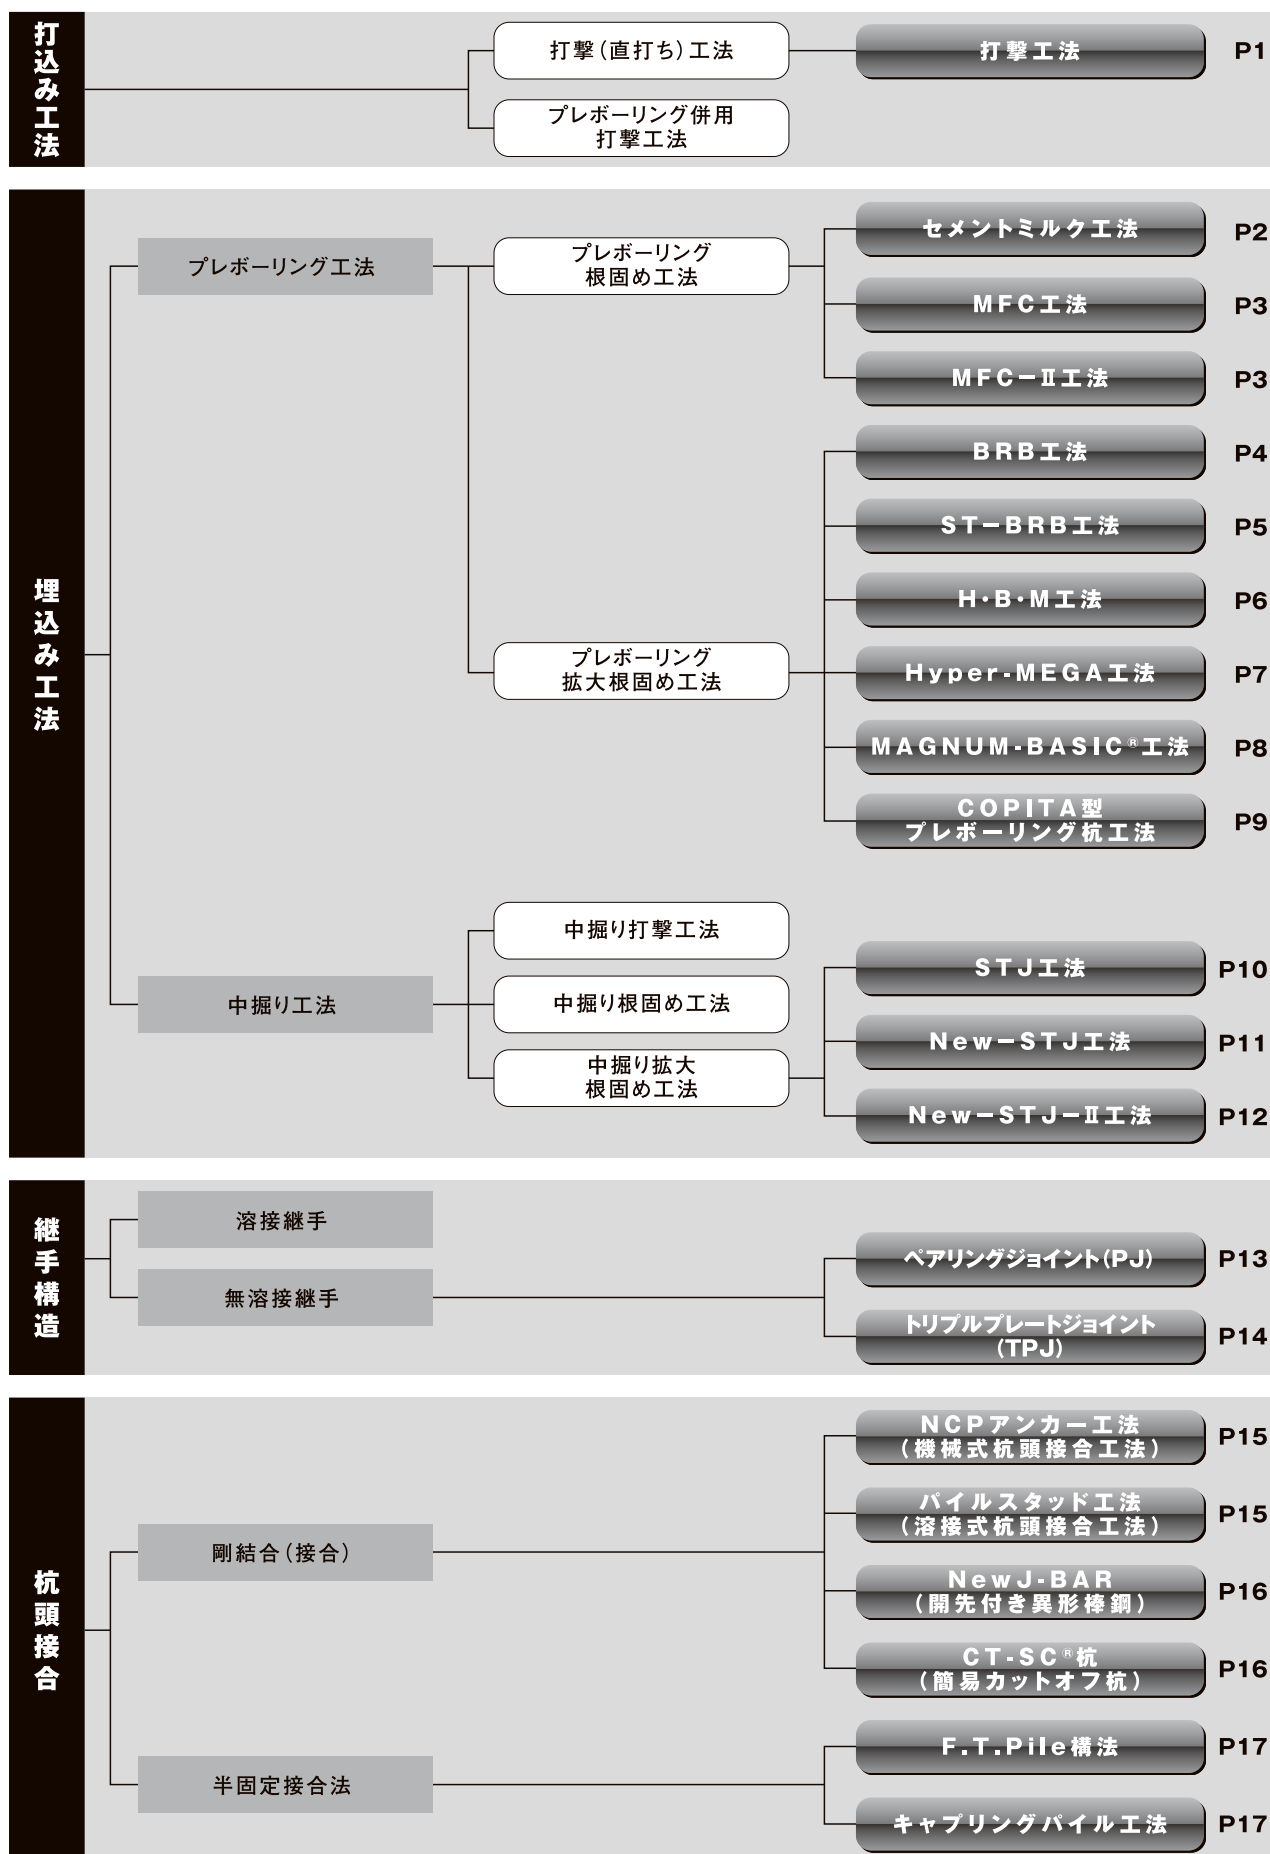 打込み工法
打撃（直打ち）工法
打撃工法
P1
プレボーリング併用
打撃工法
埋込み工法
プレボーリング工法
プレボーリング
根固め工法
セメントミルク工法
P2
MFC工法
P3
MFC－Ⅱ工法
P3
プレボーリング
拡大根固め工法
BRB工法
P4
ST－BRB工法
P5
H・B・M工法
P6
Hyper-MEGA工法
P7
MAGNUM-BASIC®工法
P8
COPITA型
プレボーリング杭工法
P9
中掘り工法
中掘り打撃工法
中掘り根固め工法
中掘り拡大
根固め工法
STJ工法
P10
New－STJ工法
P11
New－STJ－Ⅱ工法
P12
継手構造
溶接継手
無溶接継手
ペアリングジョイント(PJ)
P13
トリプルプレートジョイント
(TPJ)
P14
杭頭接合
剛結合（接合）
NCPアンカー工法
（機械式杭頭接合工法）
P15
パイルスタッド工法
（溶接式杭頭接合工法）
P15
NewJ-BAR
（開先付き異形棒鋼）
P16
CT-SC®杭
（簡易カットオフ杭）
P16
半固定接合法
F.T.Pile構法
P17
キャプリングパイル工法
P17